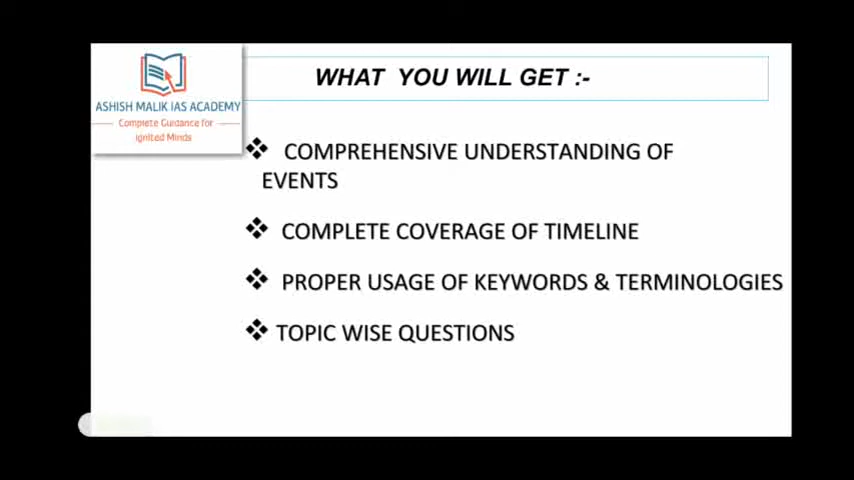 WHAT YOU WILL GET :-
ASHISH MALIK IAS ACADEMY
Complete Guidance for
Ignited Minds
COMPREHENSIVE UNDERSTANDING OF
EVENTS
COMPLETE COVERAGE OF TIMELINE
PROPER USAGE OF KEYWORDS & TERMINOLOGIES
TOPIC WISE QUESTIONS